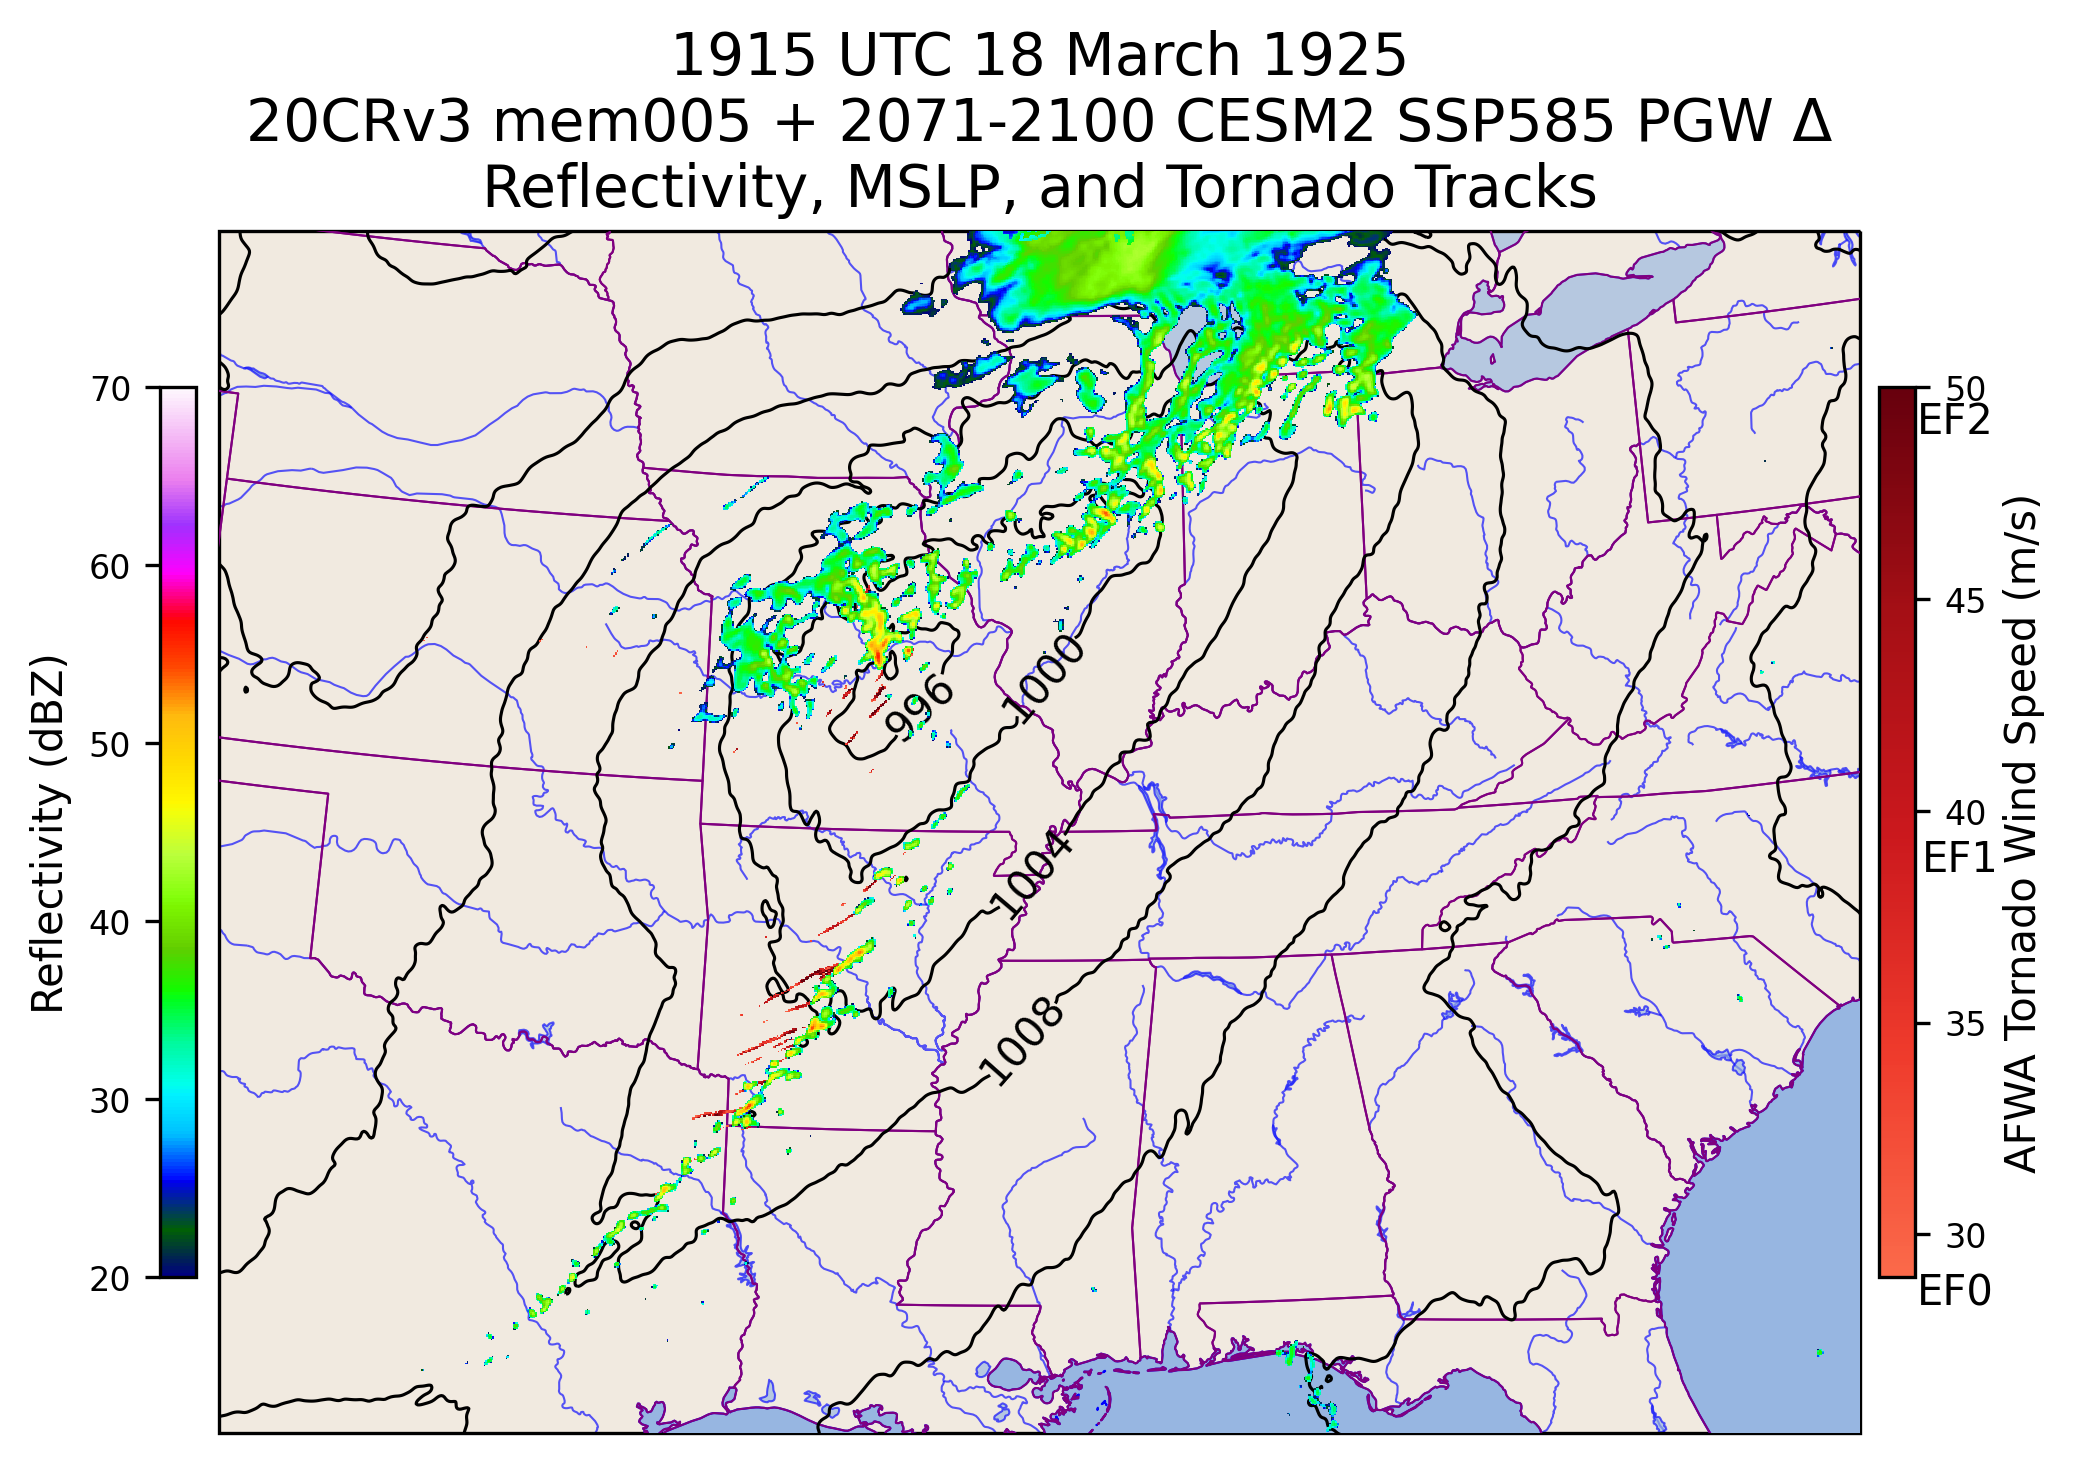 1915 UTC 18 March 1925
20CRv3 mem005 + 2071-2100 CESM2 SSP585 PGW Δ
Reflectivity, MSLP, and Tornado Tracks
70
60
50
40
30
20
Reflectivity (dBZ)
996
1000
1004
1008
50
EF2
45
40
EF1
35
30
EF0
AFWA Tornado Wind Speed (m/s)